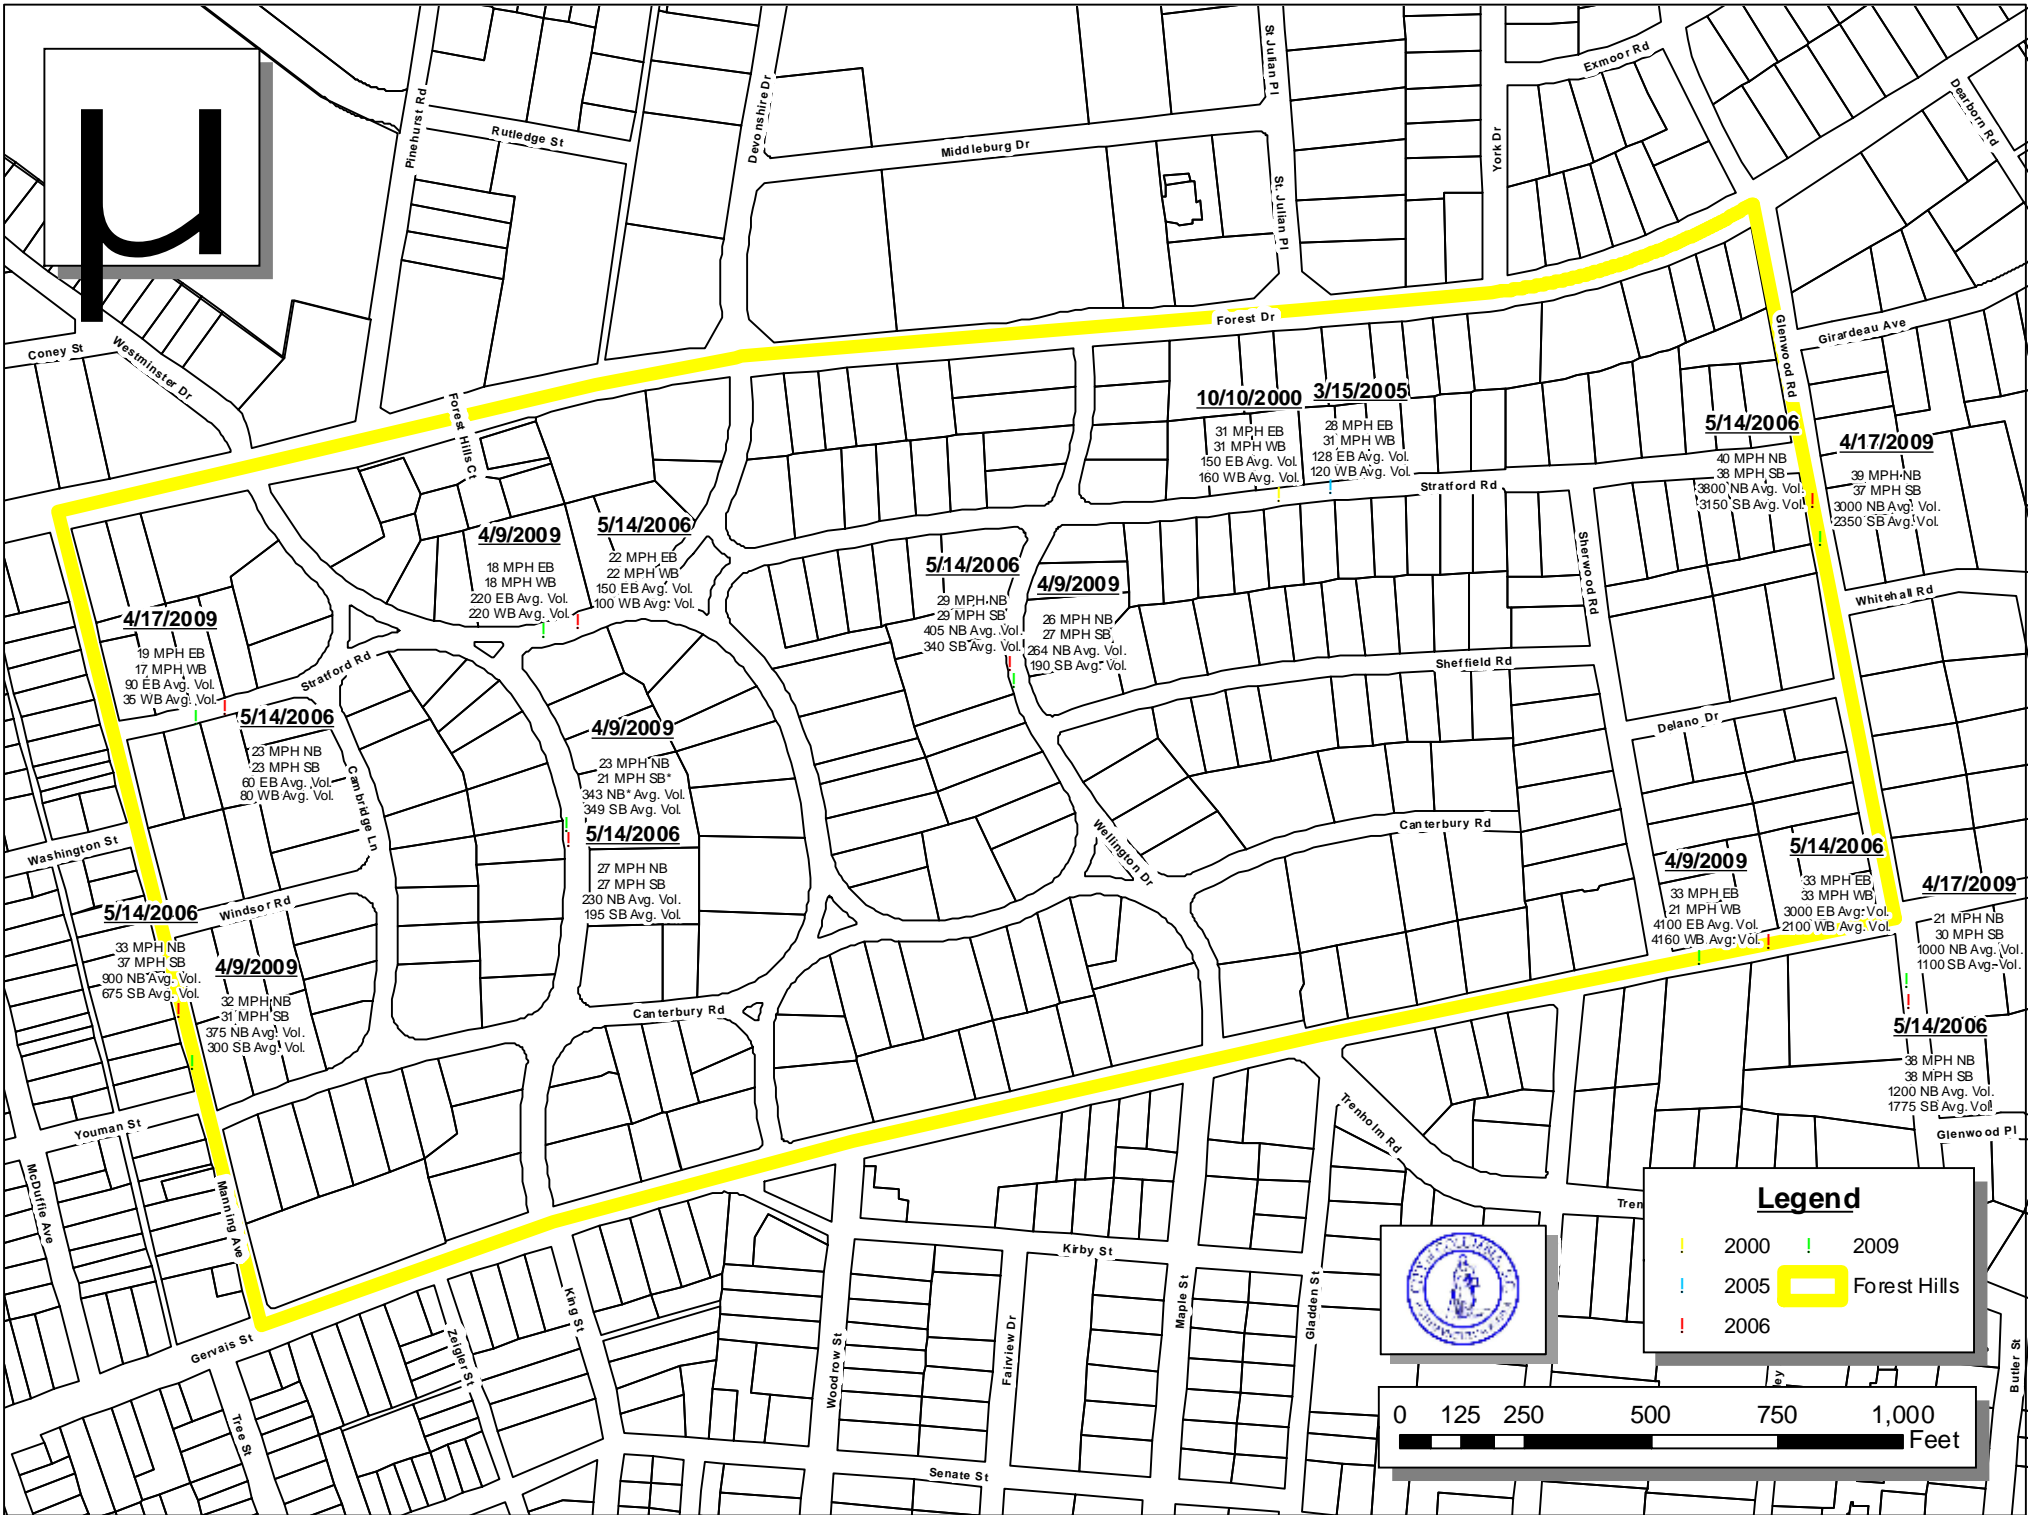 µ
Pinehurst Rd
Rutledge St
Devonshire Dr
Middleburg Dr
St Julian Pl
St. Julian Pl
York Dr
Exmoor Rd
Dearborn Rd
Coney St
Westminster Dr
Forest Hills Ct
Forest Dr
Glenwood Rd
Girardeau Ave
10/10/2000
31 MPH EB
31 MPH WB
150 EB Avg. Vol.
160 WB Avg. Vol.
3/15/2005
28 MPH EB
31 MPH WB
128 EB Avg. Vol.
120 WB Avg. Vol.
5/14/2006
40 MPH NB
38 MPH SB
3800 NB Avg. Vol.
3150 SB Avg. Vol.
4/17/2009
39 MPH NB
37 MPH SB
3000 NB Avg. Vol.
2350 SB Avg. Vol.
Stratford Rd
4/9/2009
18 MPH EB
18 MPH WB
220 EB Avg. Vol.
220 WB Avg. Vol.
5/14/2006
22 MPH EB
22 MPH WB
150 EB Avg. Vol.
100 WB Avg. Vol.
5/14/2006
29 MPH NB
29 MPH SB
405 NB Avg. Vol.
340 SB Avg. Vol.
4/9/2009
26 MPH NB
27 MPH SB
264 NB Avg. Vol.
190 SB Avg. Vol.
Sherwood Rd
Whitehall Rd
4/17/2009
19 MPH EB
17 MPH WB
90 EB Avg. Vol.
35 WB Avg. Vol.
Stratford Rd
Sheffield Rd
5/14/2006
23 MPH NB
23 MPH SB
60 EB Avg. Vol.
80 WB Avg. Vol.
4/9/2009
23 MPH NB
21 MPH SB*
343 NB* Avg. Vol.
349 SB Avg. Vol.
5/14/2006
27 MPH NB
27 MPH SB
230 NB Avg. Vol.
195 SB Avg. Vol.
Delano Dr
Cambridge Ln
Wellington Dr
Canterbury Rd
Washington St
Windsor Rd
4/9/2009
33 MPH EB
21 MPH WB
4100 EB Avg. Vol.
4160 WB Avg. Vol.
5/14/2006
33 MPH EB
33 MPH WB
3000 EB Avg. Vol.
2100 WB Avg. Vol.
4/17/2009
21 MPH NB
30 MPH SB
1000 NB Avg. Vol.
1100 SB Avg. Vol.
5/14/2006
33 MPH NB
37 MPH SB
900 NB Avg. Vol.
675 SB Avg. Vol.
4/9/2009
32 MPH NB
31 MPH SB
375 NB Avg. Vol.
300 SB Avg. Vol.
Canterbury Rd
5/14/2006
38 MPH NB
38 MPH SB
1200 NB Avg. Vol.
1775 SB Avg. Vol.
Youman St
Trenholm Rd
Glenwood Pl
McDuffie Ave
Manning Ave
Tren
Kirby St
King St
Maple St
Gladden St
Gervais St
Zeigler St
Woodrow St
Fairview Dr
Butler St
Tree St
ey
Senate St
Legend
! 2000 ! 2009
! 2005 Forest Hills
! 2006
0 125 250 500 750 1,000
Feet